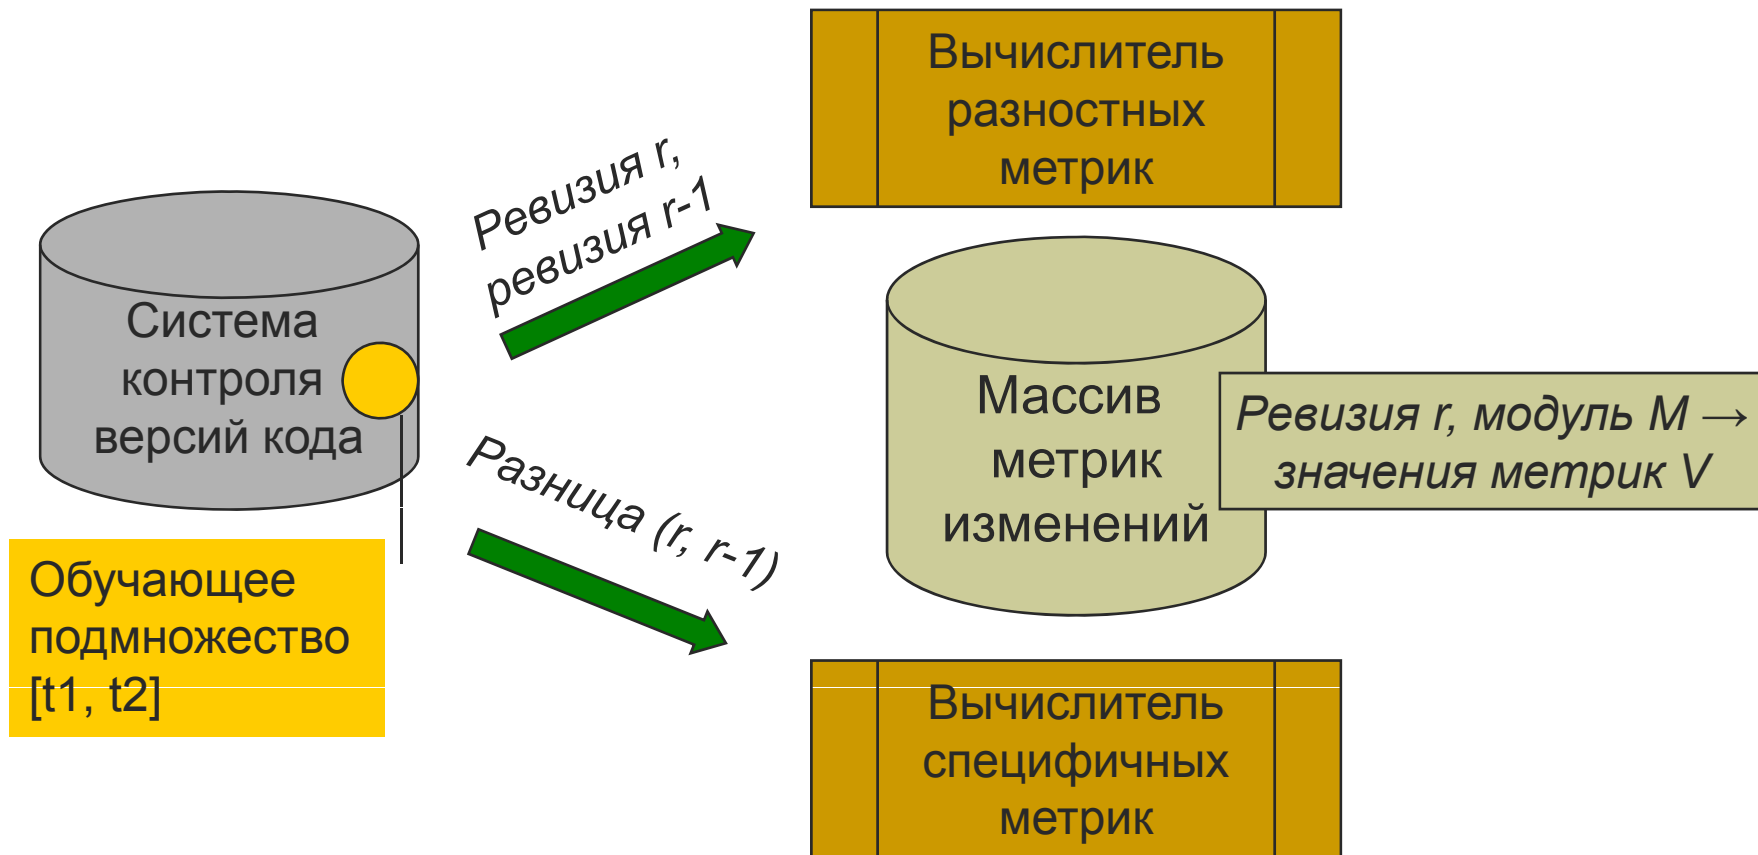 Вычислитель
разностных
метрик
Ревизия r,
ревизия r-1
Система
контроля
версий кода
Массив
метрик
изменений
Ревизия r, модуль M →
значения метрик V
Разница (r, r-1)
Обучающее
подмножество
[t1, t2]
Вычислитель
специфичных
метрик